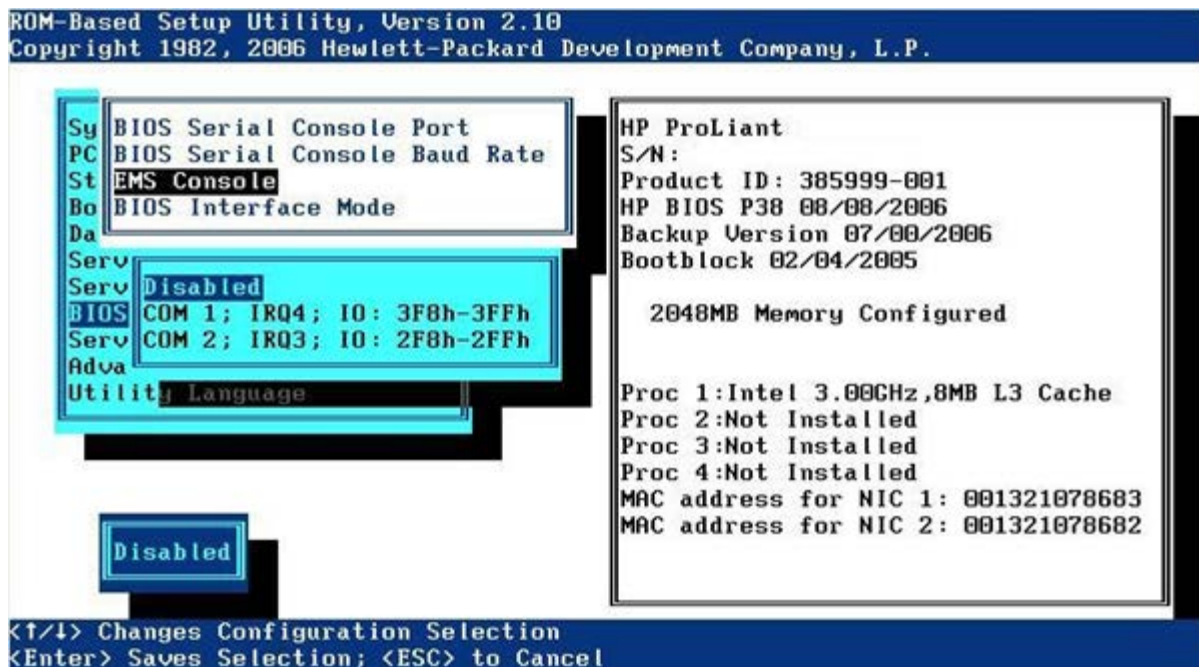 ROM-Based Setup Utility, Version 2.10
Copyright 1982, 2006 Hewlett-Packard Development Company, L.P.
Sy
PC
St
Bo
Da
Serv
Serv
BIOS
Serv
Adva
Utility Language
BIOS Serial Console Port
BIOS Serial Console Baud Rate
EMS Console
BIOS Interface Mode
Disabled
COM 1; IRQ4; IO: 3F8h-3FFh
COM 2; IRQ3; IO: 2F8h-2FFh
Disabled
HP ProLiant
S/N:
Product ID: 385999-001
HP BIOS P38 08/08/2006
Backup Version 07/00/2006
Bootblock 02/04/2005
2048MB Memory Configured
Proc 1:Intel 3.00GHz,8MB L3 Cache
Proc 2:Not Installed
Proc 3:Not Installed
Proc 4:Not Installed
MAC address for NIC 1: 001321078683
MAC address for NIC 2: 001321078682
<↑/↓> Changes Configuration Selection
<Enter> Saves Selection; <ESC> to Cancel